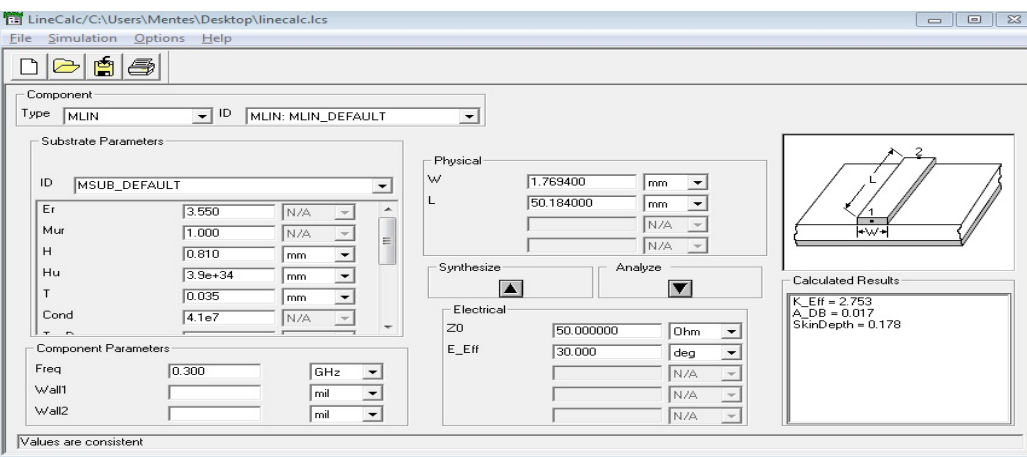 LineCalc/C:\Users\Mentes\Desktop\linecalc.lcs
File Simulation Options Help
Component
Type MLIN ID MLIN: MLIN_DEFAULT
Substrate Parameters
ID MSUB_DEFAULT
Er 3.550 N/A
Mur 1.000 N/A
H 0.810 mm
Hu 3.9e+34 mm
T 0.035 mm
Cond 4.1e7 N/A
Component Parameters
Freq 0.300 GHz
Wall1 mil
Wall2 mil
Physical
W 1.769400 mm
L 50.184000 mm
N/A
N/A
Synthesize Analyze
Electrical
Z0 50.000000 Ohm
E_Eff 30.000 deg
N/A
N/A
N/A
2
L
1
W
Calculated Results
K_Eff = 2.753
A_DB = 0.017
SkinDepth = 0.178
Values are consistent